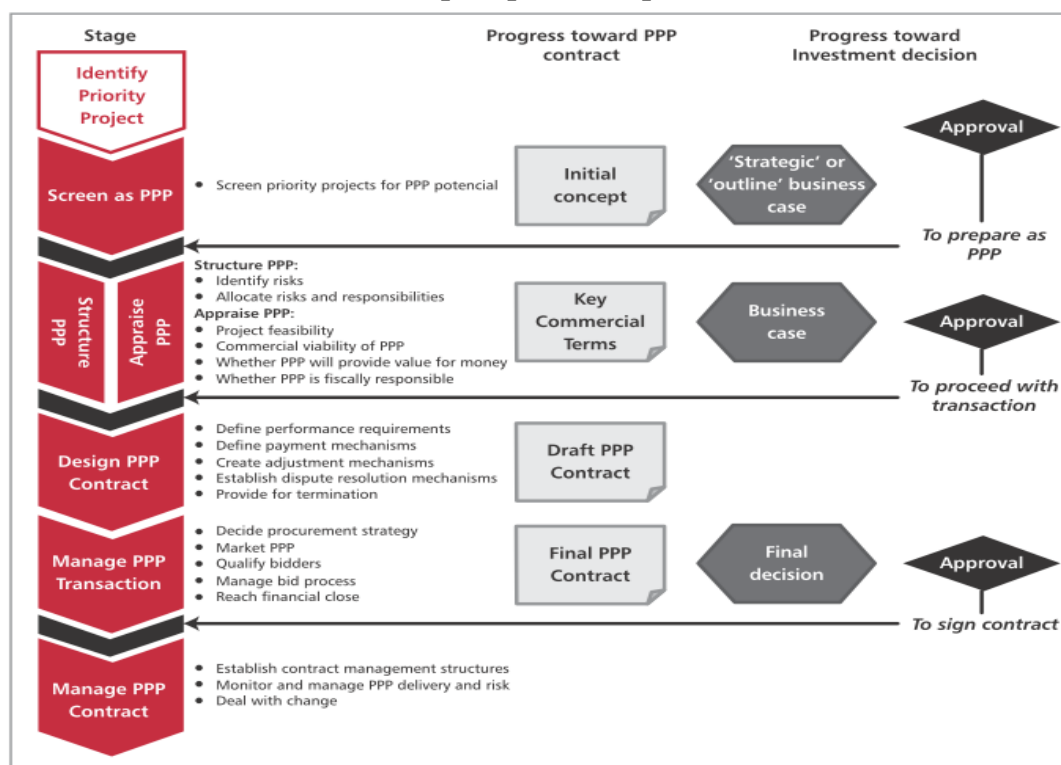 Stage
Progress toward PPP
contract
Progress toward
Investment decision
Identify
Priority
Project
Approval
Screen as PPP
• Screen priority projects for PPP potencial
Initial
concept
'Strategic' or
'outline' business
case
To prepare as
PPP
Structure
PPP
Appraise
PPP
Structure PPP:
• Identify risks
• Allocate risks and responsibilities
Appraise PPP:
• Project feasibility
• Commercial viability of PPP
• Whether PPP will provide value for money
• Whether PPP is fiscally responsible
Key
Commercial
Terms
Business
case
Approval
To proceed with
transaction
Design PPP
Contract
• Define performance requirements
• Define payment mechanisms
• Create adjustment mechanisms
• Establish dispute resolution mechanisms
• Provide for termination
Draft PPP
Contract
Manage PPP
Transaction
• Decide procurement strategy
• Market PPP
• Qualify bidders
• Manage bid process
• Reach financial close
Final PPP
Contract
Final
decision
Approval
To sign contract
Manage PPP
Contract
• Establish contract management structures
• Monitor and manage PPP delivery and risk
• Deal with change